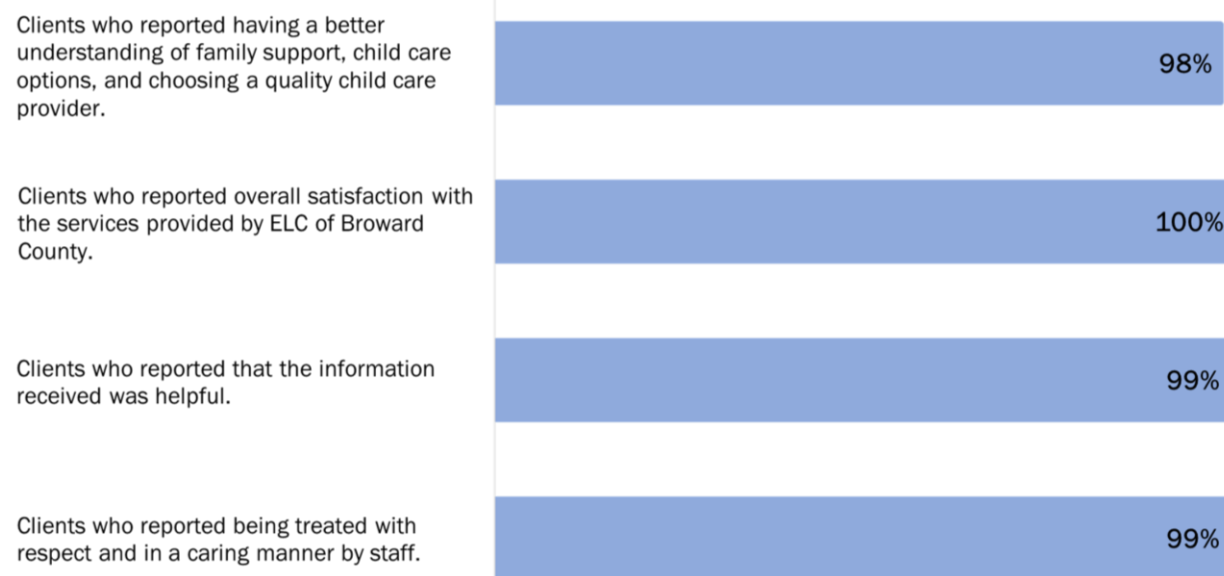 Clients who reported having a better
understanding of family support, child care
options, and choosing a quality child care
provider.
98%
Clients who reported overall satisfaction with
the services provided by ELC of Broward
County.
100%
Clients who reported that the information
received was helpful.
99%
Clients who reported being treated with
respect and in a caring manner by staff.
99%